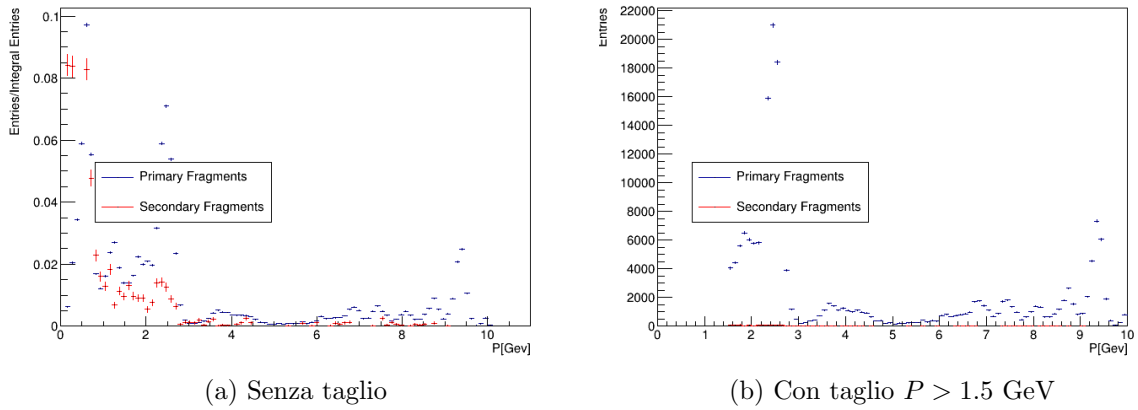 Entries/Integral Entries
0.1
0.08
0.06
0.04
0.02
0
Primary Fragments
Secondary Fragments
0 2 4 6 8 10
P[Gev]
(a) Senza taglio
Entries
22000
20000
18000
16000
14000
12000
10000
8000
6000
4000
2000
0
Primary Fragments
Secondary Fragments
0 1 2 3 4 5 6 7 8 9 10
P[Gev]
(b) Con taglio P > 1.5 GeV